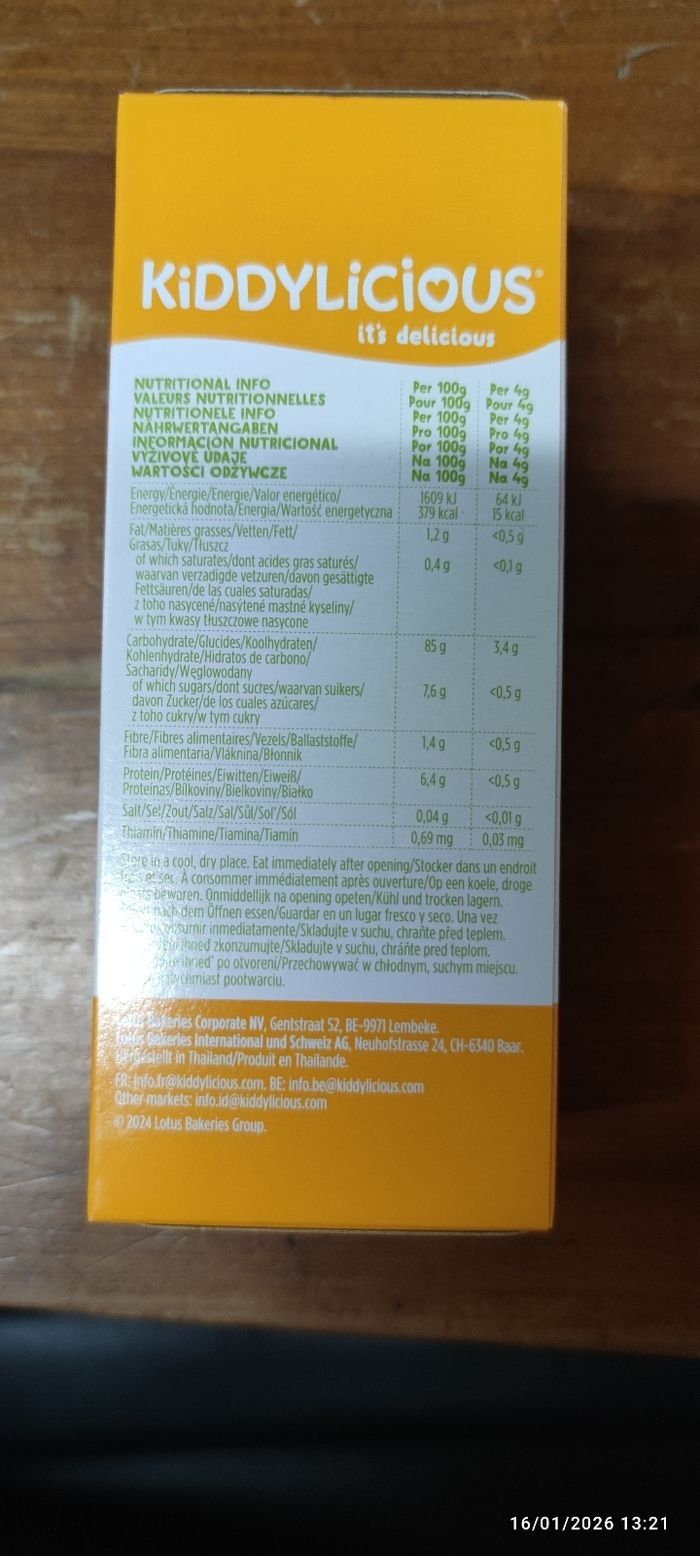 KiDDYLiCiOUS
it's delicious
NUTRITIONAL INFO
VALEURS NUTRITIONNELLES
NUTRITIONELE INFO
NÄHRWERTANGABEN
INFORMACIÓN NUTRICIONAL
VÝŽIVOVÉ ÚDAJE
WARTOŚCI ODŻYWCZE
Per 100g Per 4g
Pour 100g Pour 4g
Per 100g Per 4g
Pro 100g Pro 4g
Por 100g Por 4g
Na 100g Na 4g
Na 100g Na 4g
Energy/Énergie/Energie/Valor energético/ 1609 kJ 64 kJ
Energetická hodnota/Energia/Wartość energetyczna 379 kcal 15 kcal
Fat/Matières grasses/Vetten/Fett/ 1,2 g <0,5 g
Grasas/Tuky/Tłuszcz
of which saturates/dont acides gras saturés/ 0,4 g <0,1 g
waarvan verzadigde vetzuren/davon gesättigte
Fettsäuren/de las cuales saturadas/
z toho nasycené/nasýtené mastné kyseliny/
w tym kwasy tłuszczowe nasycone
Carbohydrate/Glucides/Koolhydraten/ 85 g 3,4 g
Kohlenhydrate/Hidratos de carbono/
Sacharidy/Węglowodany
of which sugars/dont sucres/waarvan suikers/ 7,6 g <0,5 g
davon Zucker/de los cuales azúcares/
z toho cukry/w tym cukry
Fibre/Fibres alimentaires/Vezels/Ballaststoffe/ 1,4 g <0,5 g
Fibra alimentaria/Vláknina/Błonnik
Protein/Protéines/Eiwitten/Eiweiß/ 6,4 g <0,5 g
Proteínas/Bílkoviny/Bielkoviny/Białko
Salt/Sel/Zout/Salz/Sal/Sůl/Soľ/Sól 0,04 g <0,01 g
Thiamin/Thiamine/Tiamina/Tiamín 0,69 mg 0,03 mg
Store in a cool, dry place. Eat immediately after opening/Stocker dans un endroit
et sec. À consommer immédiatement après ouverture/Op een koele, droge
bewaren. Onmiddellijk na opening opeten/Kühl und trocken lagern.
nach dem Öffnen essen/Guardar en un lugar fresco y seco. Una vez
inmediatamente/Skladujte v suchu, chraňte před teplem.
ihned zkonzumujte/Skladujte v suchu, chráňte pred teplom.
ihneď po otvorení/Przechowywać w chłodnym, suchym miejscu.
pootwarciu.
Lotus Bakeries Corporate NV, Gentstraat 52, BE-9971 Lembeke.
Lotus Bakeries International und Schweiz AG, Neuhofstrasse 24, CH-6340 Baar.
Hergestellt in Thailand/Produit en Thaïlande.
FR: info.fr@kiddylicious.com. BE: info.be@kiddylicious.com
Other markets: info.id@kiddylicious.com
© 2024 Lotus Bakeries Group.
16/01/2026 13:21